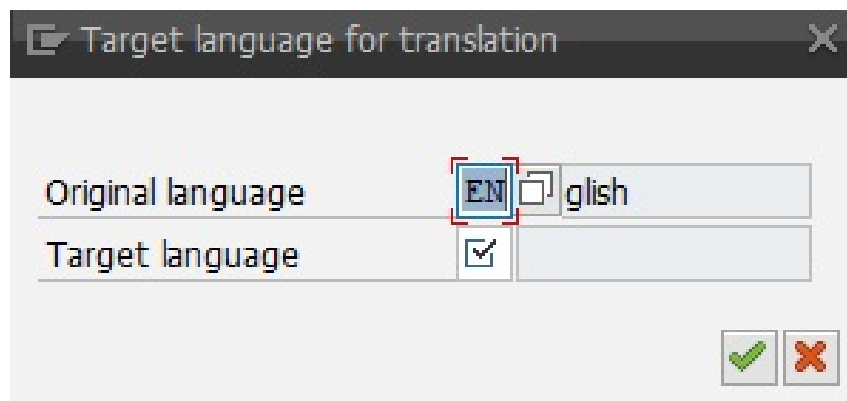 Target language for translation
Original language EN glish
Target language